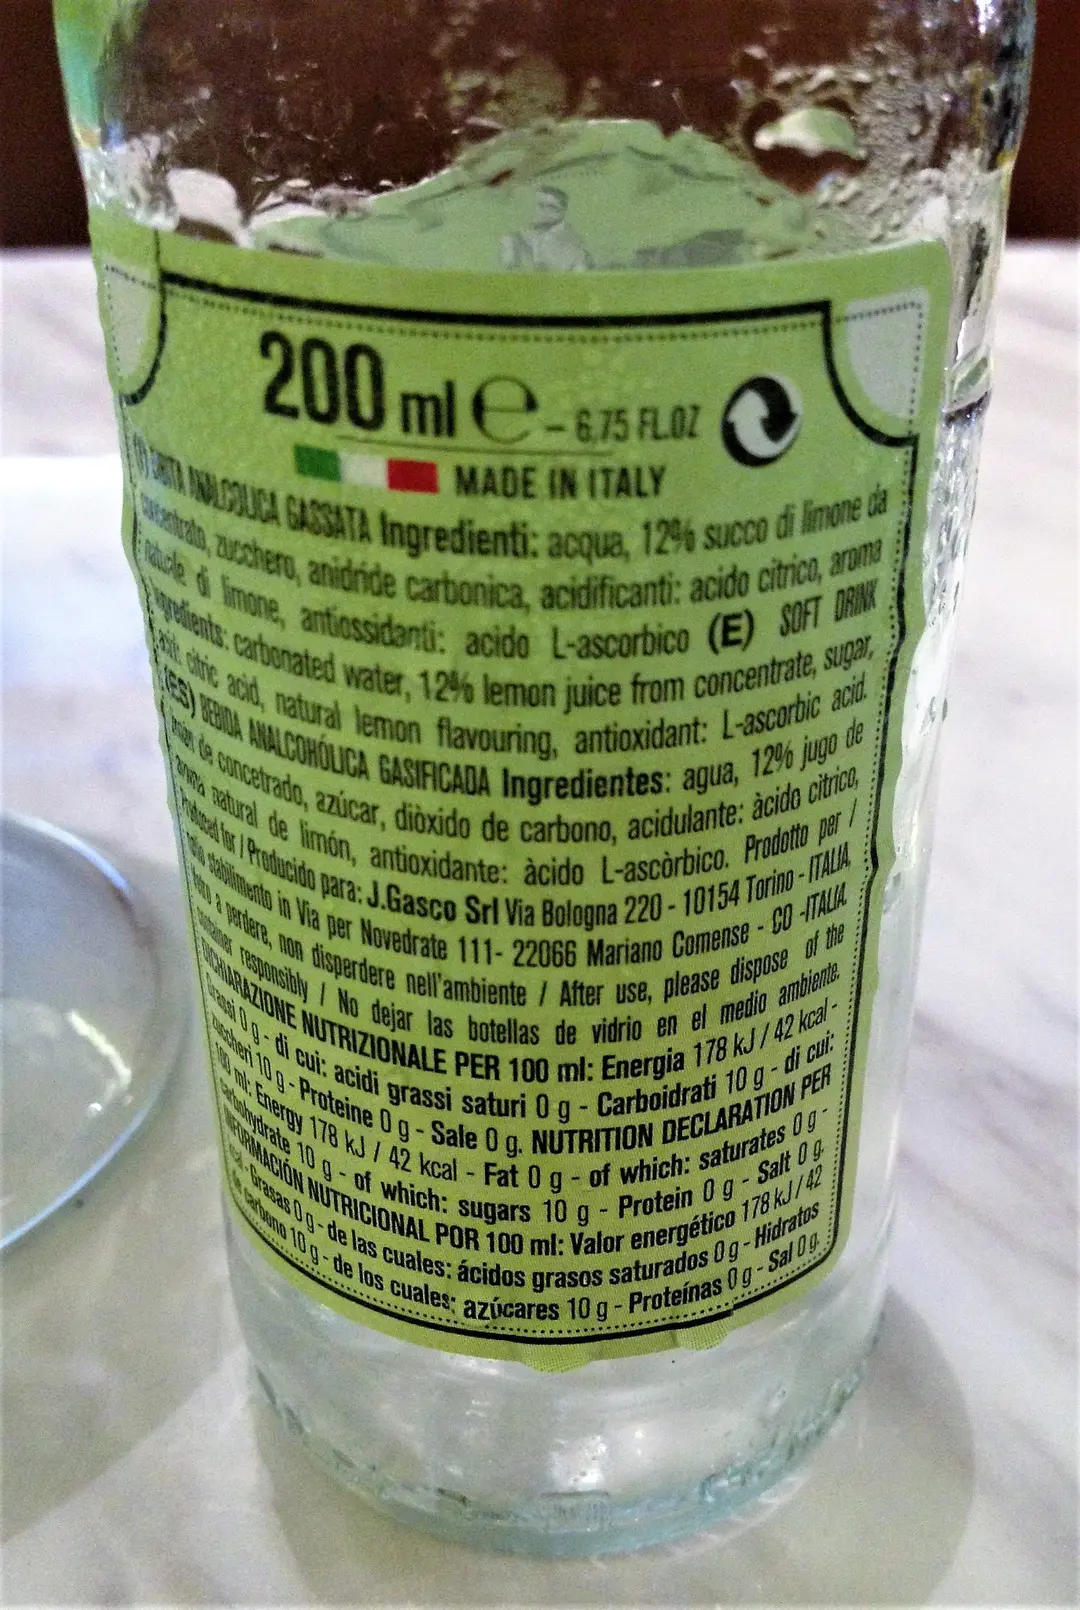 200 ml e - 6,75 FL.OZ
MADE IN ITALY
BIBITA ANALCOLICA GASSATA Ingredienti: acqua, 12% succo di limone da
concentrato, zucchero, anidride carbonica, acidificanti: acido citrico, aroma
naturale di limone, antiossidanti: acido L-ascorbico (E) SOFT DRINK
Ingredients: carbonated water, 12% lemon juice from concentrate, sugar,
citric acid, natural lemon flavouring, antioxidant: L-ascorbic acid.
(ES) BEBIDA ANALCOHÓLICA GASIFICADA Ingredientes: agua, 12% jugo de
de concetrado, azúcar, diòxido de carbono, acidulante: àcido cítrico,
aroma natural de limón, antioxidante: àcido L-ascòrbico. Prodotto per /
Produced for / Producido para: J.Gasco Srl Via Bologna 220 - 10154 Torino - ITALIA
stabilimento in Via per Novedrate 111- 22066 Mariano Comense - CO -ITALIA.
a perdere, non disperdere nell'ambiente / After use, please dispose of the
container responsibly / No dejar las botellas de vidrio en el medio ambiente.
DICHIARAZIONE NUTRIZIONALE PER 100 ml: Energia 178 kJ / 42 kcal -
Grassi 0 g - di cui: acidi grassi saturi 0 g - Carboidrati 10 g - di cui:
zuccheri 10 g - Proteine 0 g - Sale 0 g. NUTRITION DECLARATION PER
100 ml: Energy 178 kJ / 42 kcal - Fat 0 g - of which: saturates 0 g -
carbohydrate 10 g - of which: sugars 10 g - Protein 0 g - Salt 0 g.
INFORMACIÓN NUTRICIONAL POR 100 ml: Valor energético 178 kJ / 42
kcal - Grasas 0 g - de las cuales: ácidos grasos saturados 0 g - Hidratos
de carbono 10 g - de los cuales: azúcares 10 g - Proteínas 0 g - Sal 0 g.